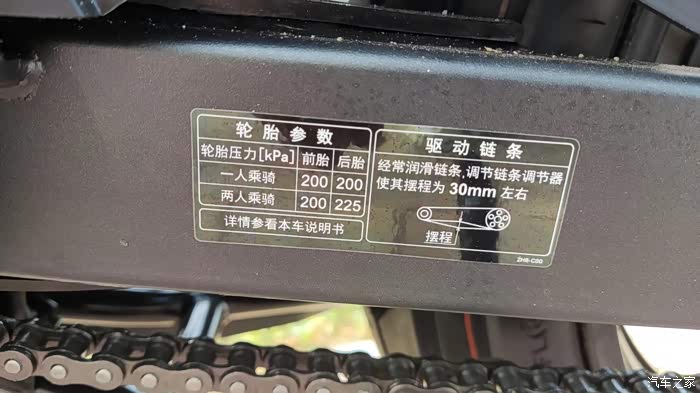 轮胎参数
轮胎压力[kPa] 前胎 后胎
一人乘骑 200 200
两人乘骑 200 225
详情参看本车说明书
驱动链条
经常润滑链条,调节链条调节器
使其摆程为 30mm 左右
摆程
ZH8-C00
汽车之家